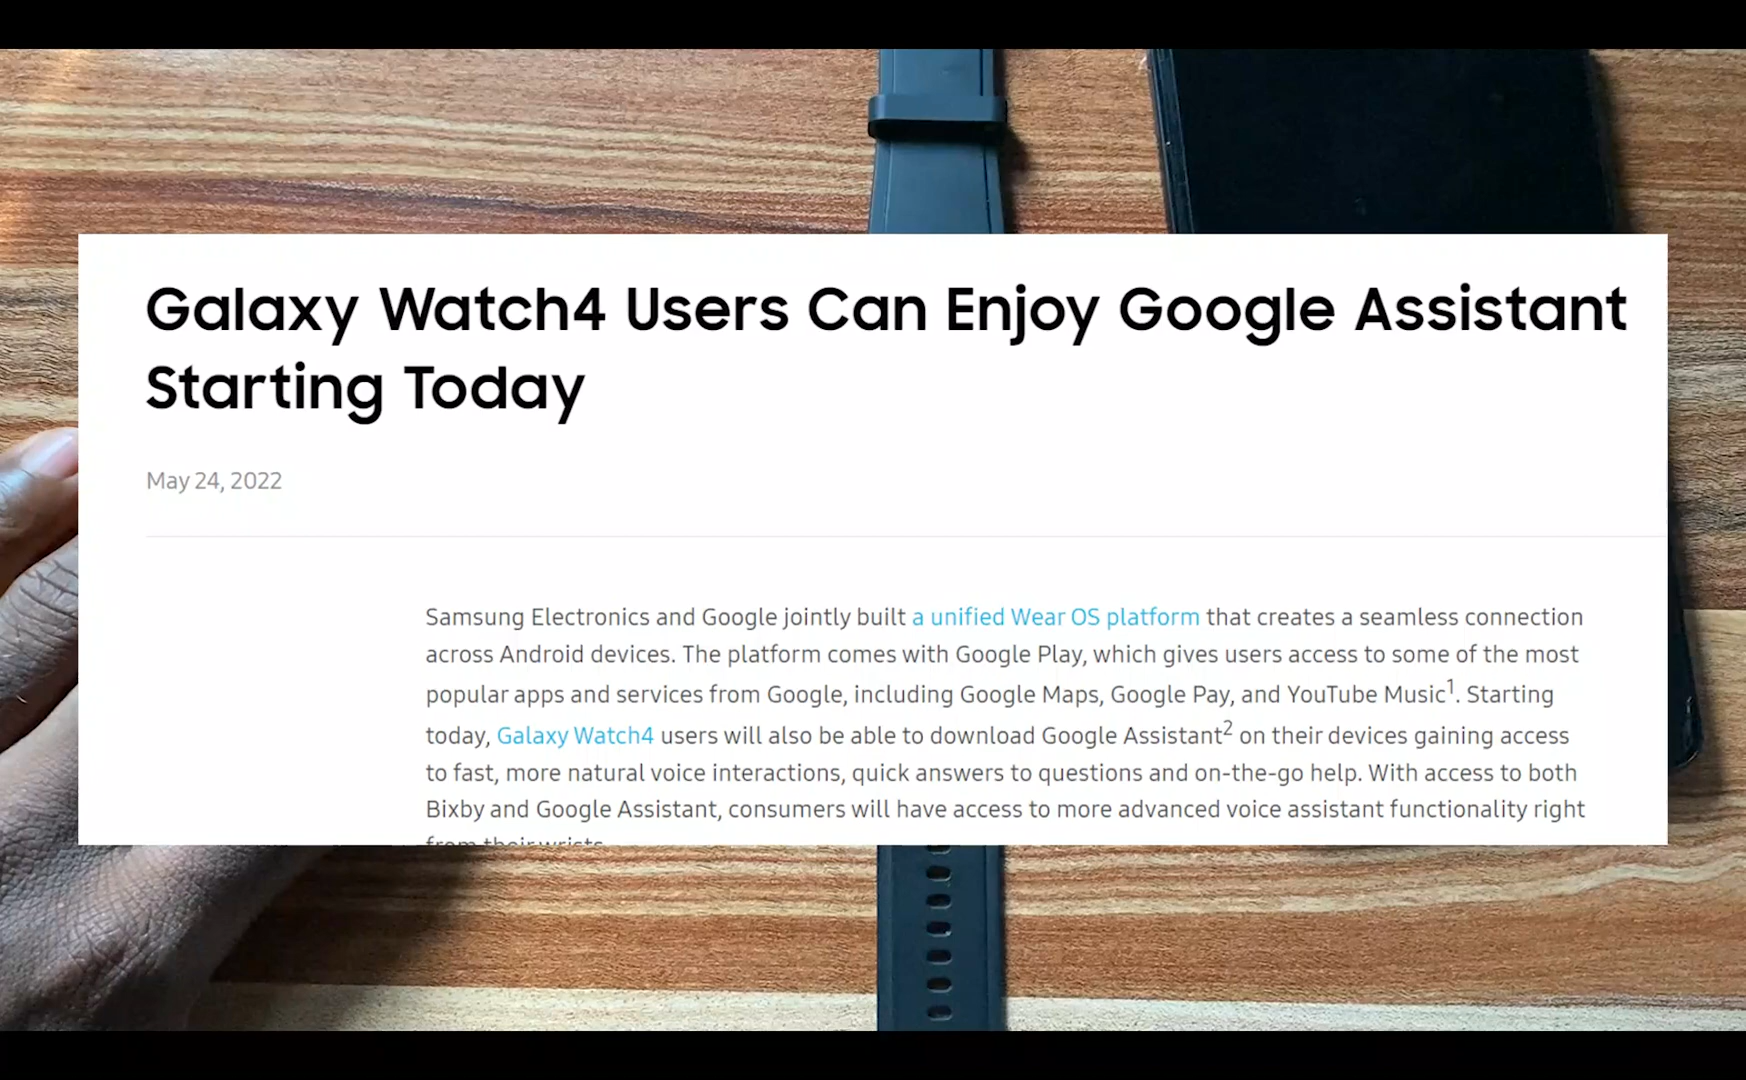 Galaxy Watch4 Users Can Enjoy Google Assistant
Starting Today
May 24, 2022
Samsung Electronics and Google jointly built a unified Wear OS platform that creates a seamless connection
across Android devices. The platform comes with Google Play, which gives users access to some of the most
popular apps and services from Google, including Google Maps, Google Pay, and YouTube Music¹. Starting
today, Galaxy Watch4 users will also be able to download Google Assistant² on their devices gaining access
to fast, more natural voice interactions, quick answers to questions and on-the-go help. With access to both
Bixby and Google Assistant, consumers will have access to more advanced voice assistant functionality right
from their wrists.